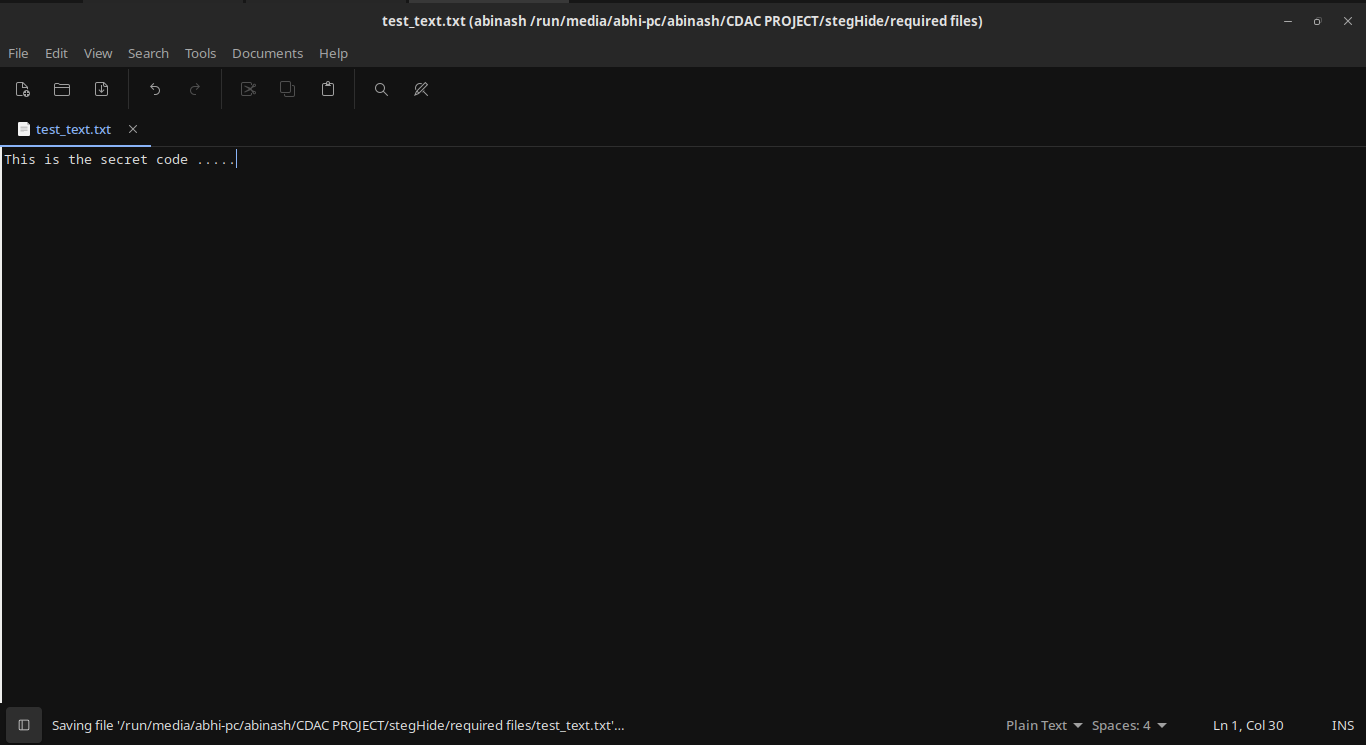 test_text.txt (abinash /run/media/abhi-pc/abinash/CDAC PROJECT/stegHide/required files)
File Edit View Search Tools Documents Help
test_text.txt
This is the secret code .....
Saving file '/run/media/abhi-pc/abinash/CDAC PROJECT/stegHide/required files/test_text.txt'... Plain Text Spaces: 4 Ln 1, Col 30 INS